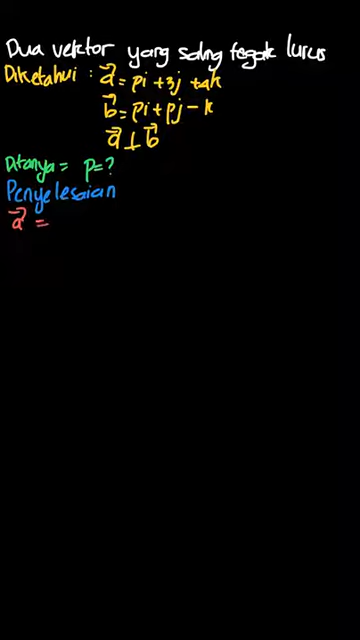 Dua vektor yang saling tegak lurus
Diketahui : a⃗ = pi + 3j + 4k
b⃗ = pi + pj - k
a⃗ ⊥ b⃗
Ditanya = p = ?
Penyelesaian
a⃗ =